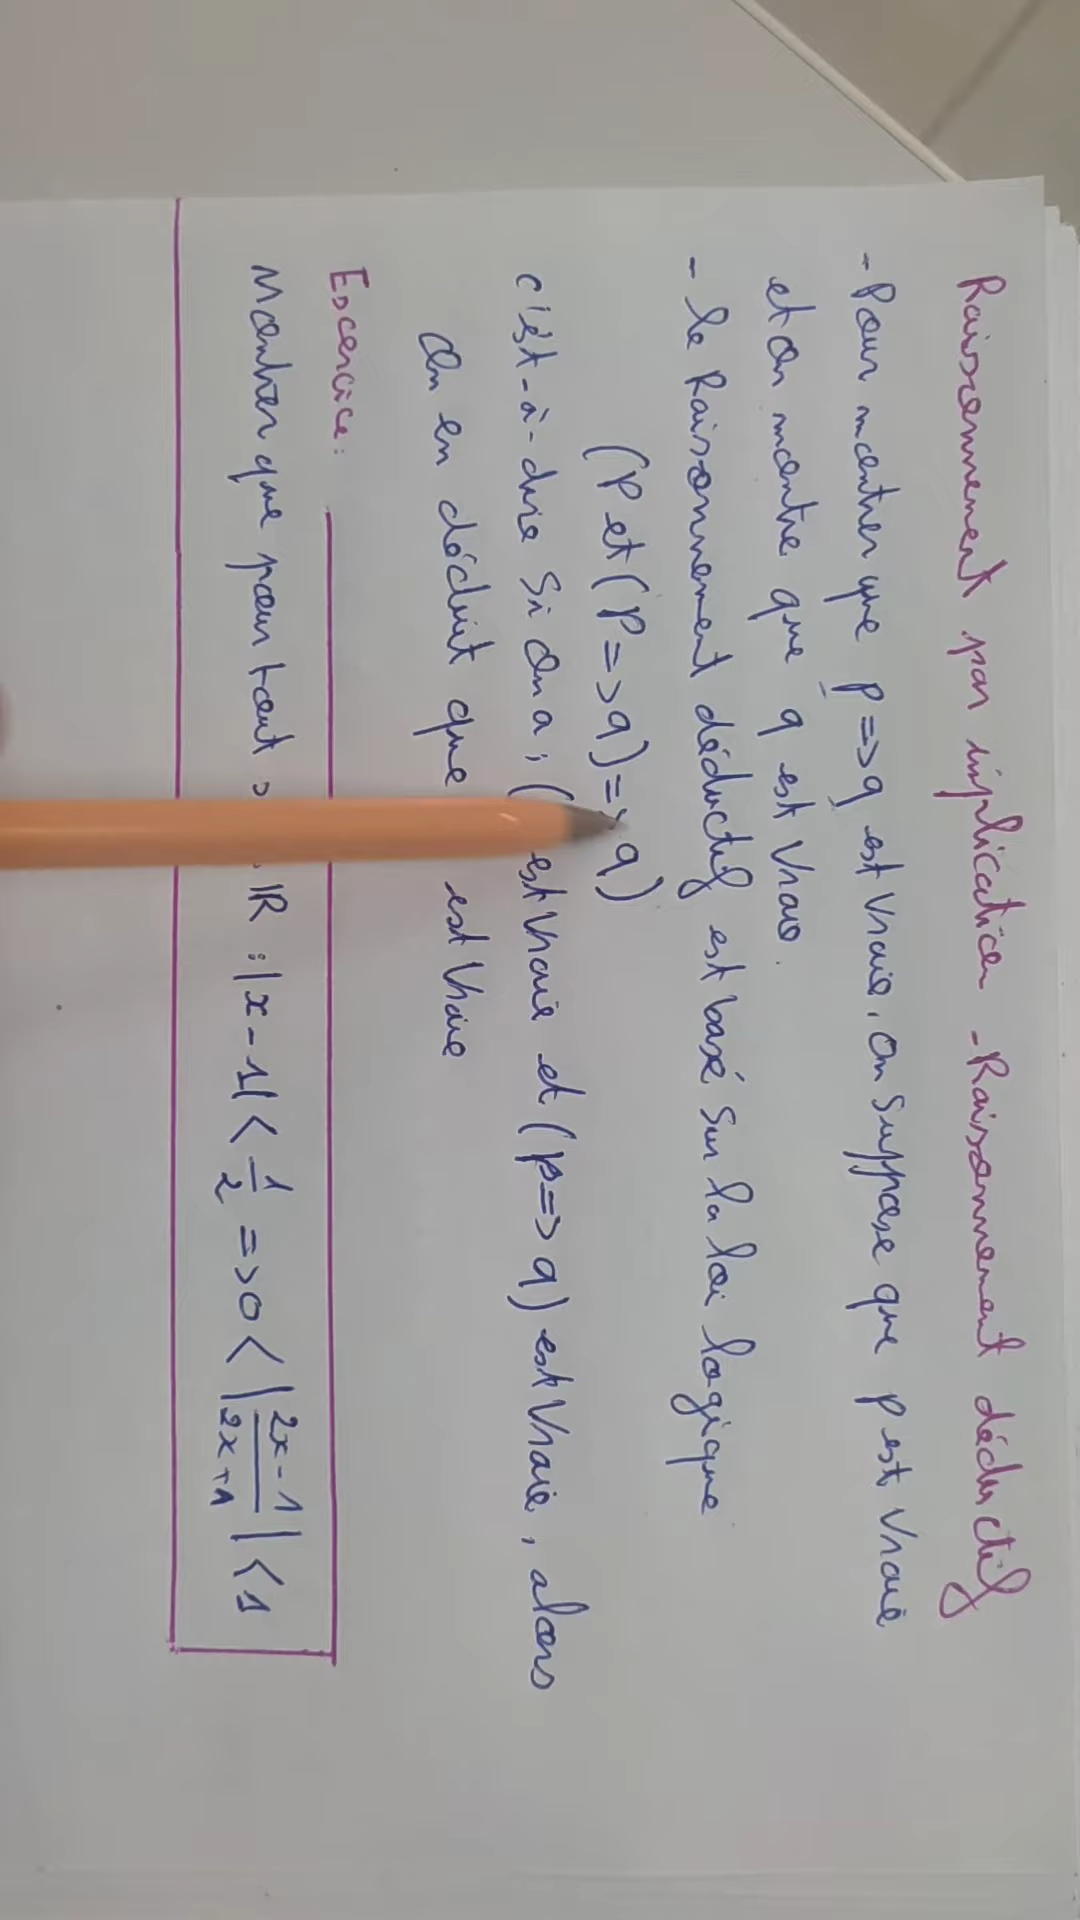 Raisonnement par implication - Raisonnement déductif
- Pour montrer que p => q est Vraie, on suppose que p est Vraie
et on montre que q est Vraie.
- le Raisonnement déductif est basé sur la loi logique
(p et (p => q) => q)
c'est-à-dire Si on a, ( est Vraie et (p => q) est Vraie, alors
on en déduit que est Vraie
Exercice:
Montrer que pour tout IR : |x - 1| < 1/2 => 0 < |2x - 1/2x + 1| < 1